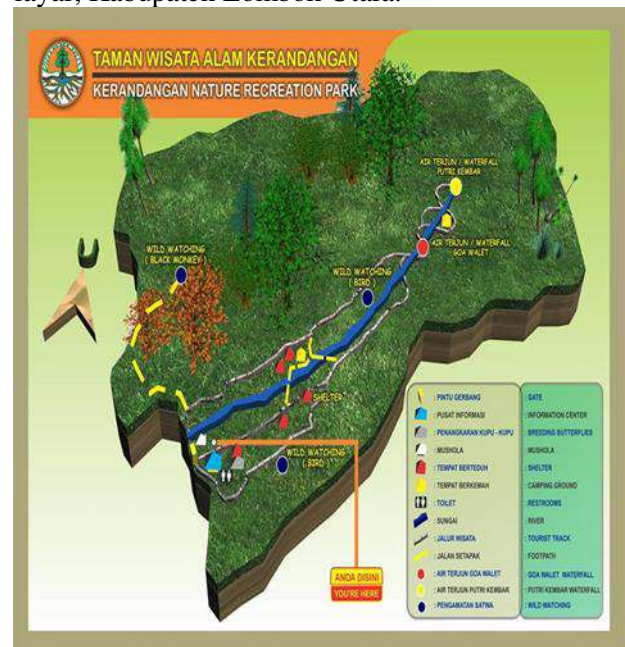 TAMAN WISATA ALAM KERANDANGAN
KERANDANGAN NATURE RECREATION PARK
AIR TERJUN / WATERFALL
PUTRI KEMBAR
AIR TERJUN / WATERFALL
GOA WALET
WILD WATCHING
( BLACK MONKEY )
WILD WATCHING
( BIRD )
SHELTER
WILD WATCHING
( BIRD )
ANDA DISINI
YOU'RE HERE
: PINTU GERBANG
: GATE
: PUSAT INFORMASI
: INFORMATION CENTER
: PENANGKARAN KUPU - KUPU
: BREEDING BUTTERFLIES
: MUSHOLA
: MUSHOLA
: TEMPAT BERTEDUH
: SHELTER
: TEMPAT BERKEMAH
: CAMPING GROUND
: TOILET
: RESTROOMS
: SUNGAI
: RIVER
: JALUR WISATA
: TOURIST TRACK
: JALAN SETAPAK
: FOOTPATH
: AIR TERJUN GOA WALET
: GOA WALET WATERFALL
: AIR TERJUN PUTRI KEMBAR
: PUTRI KEMBAR WATERFALL
: PENGAMATAN SATWA
: WILD WATCHING